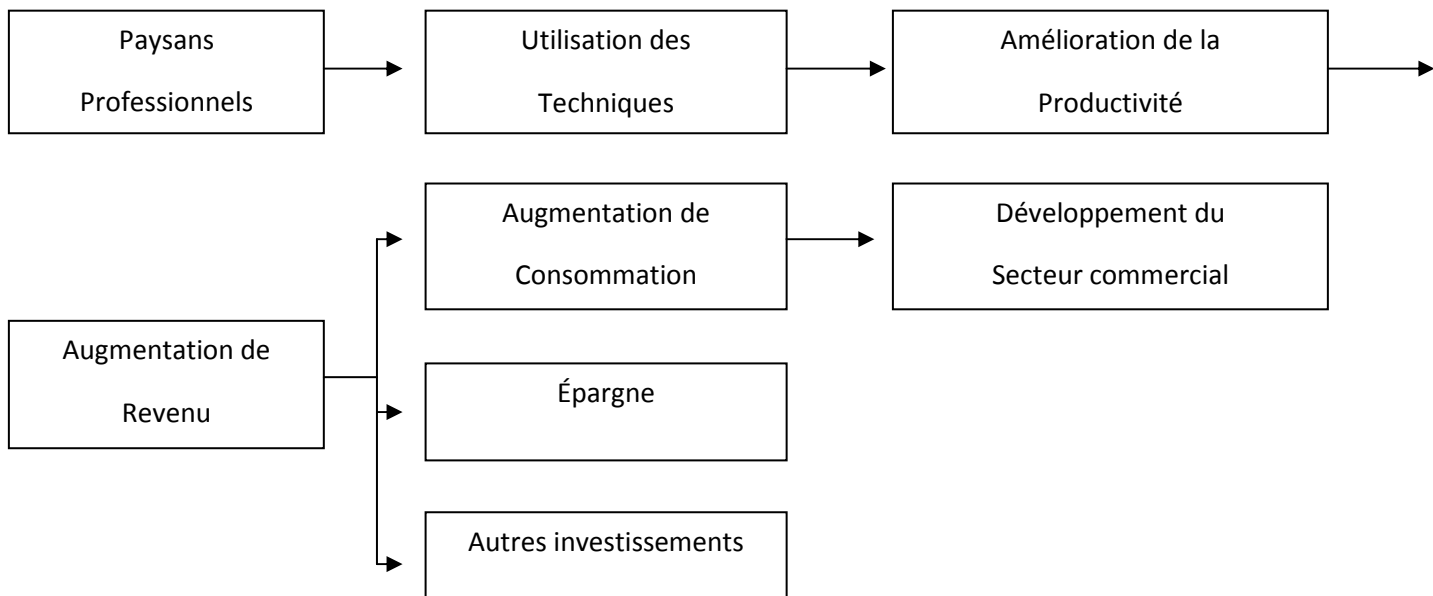 Paysans
Professionnels
Utilisation des
Techniques
Amélioration de la
Productivité
Augmentation de
Consommation
Développement du
Secteur commercial
Augmentation de
Revenu
Épargne
Autres investissements